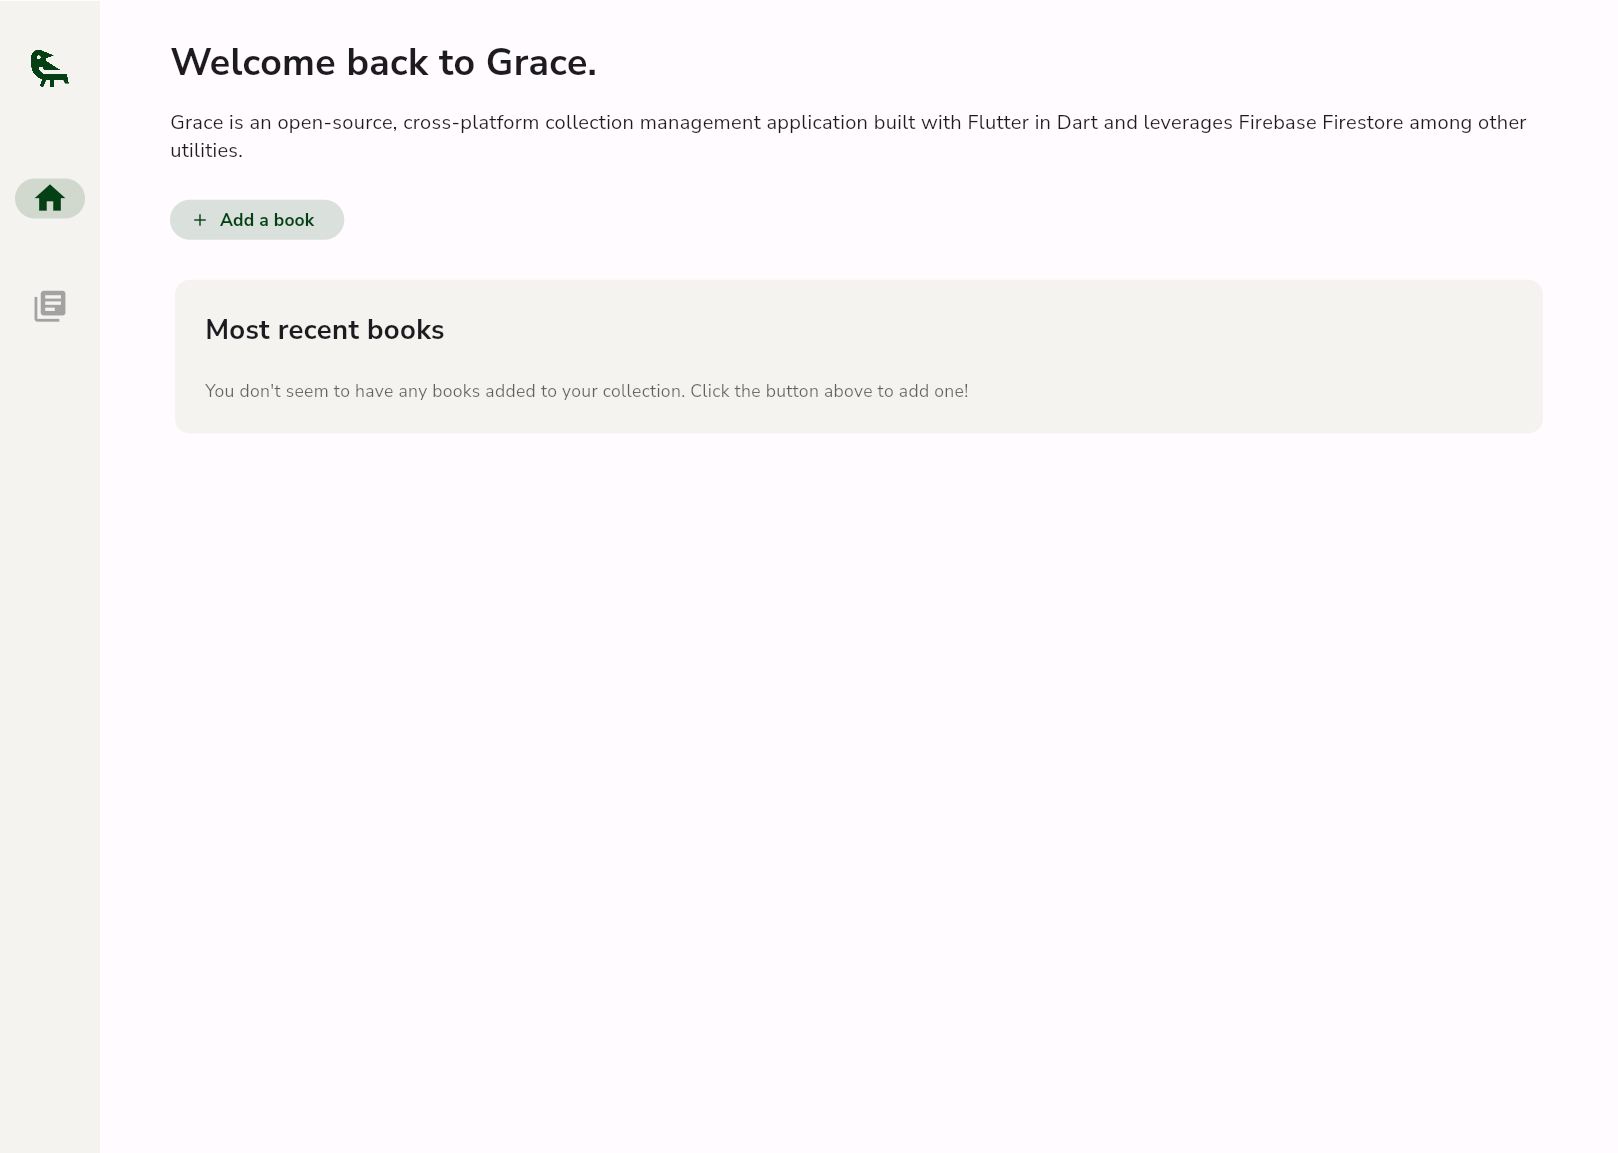 Welcome back to Grace.
Grace is an open-source, cross-platform collection management application built with Flutter in Dart and leverages Firebase Firestore among other
utilities.
+ Add a book
Most recent books
You don't seem to have any books added to your collection. Click the button above to add one!